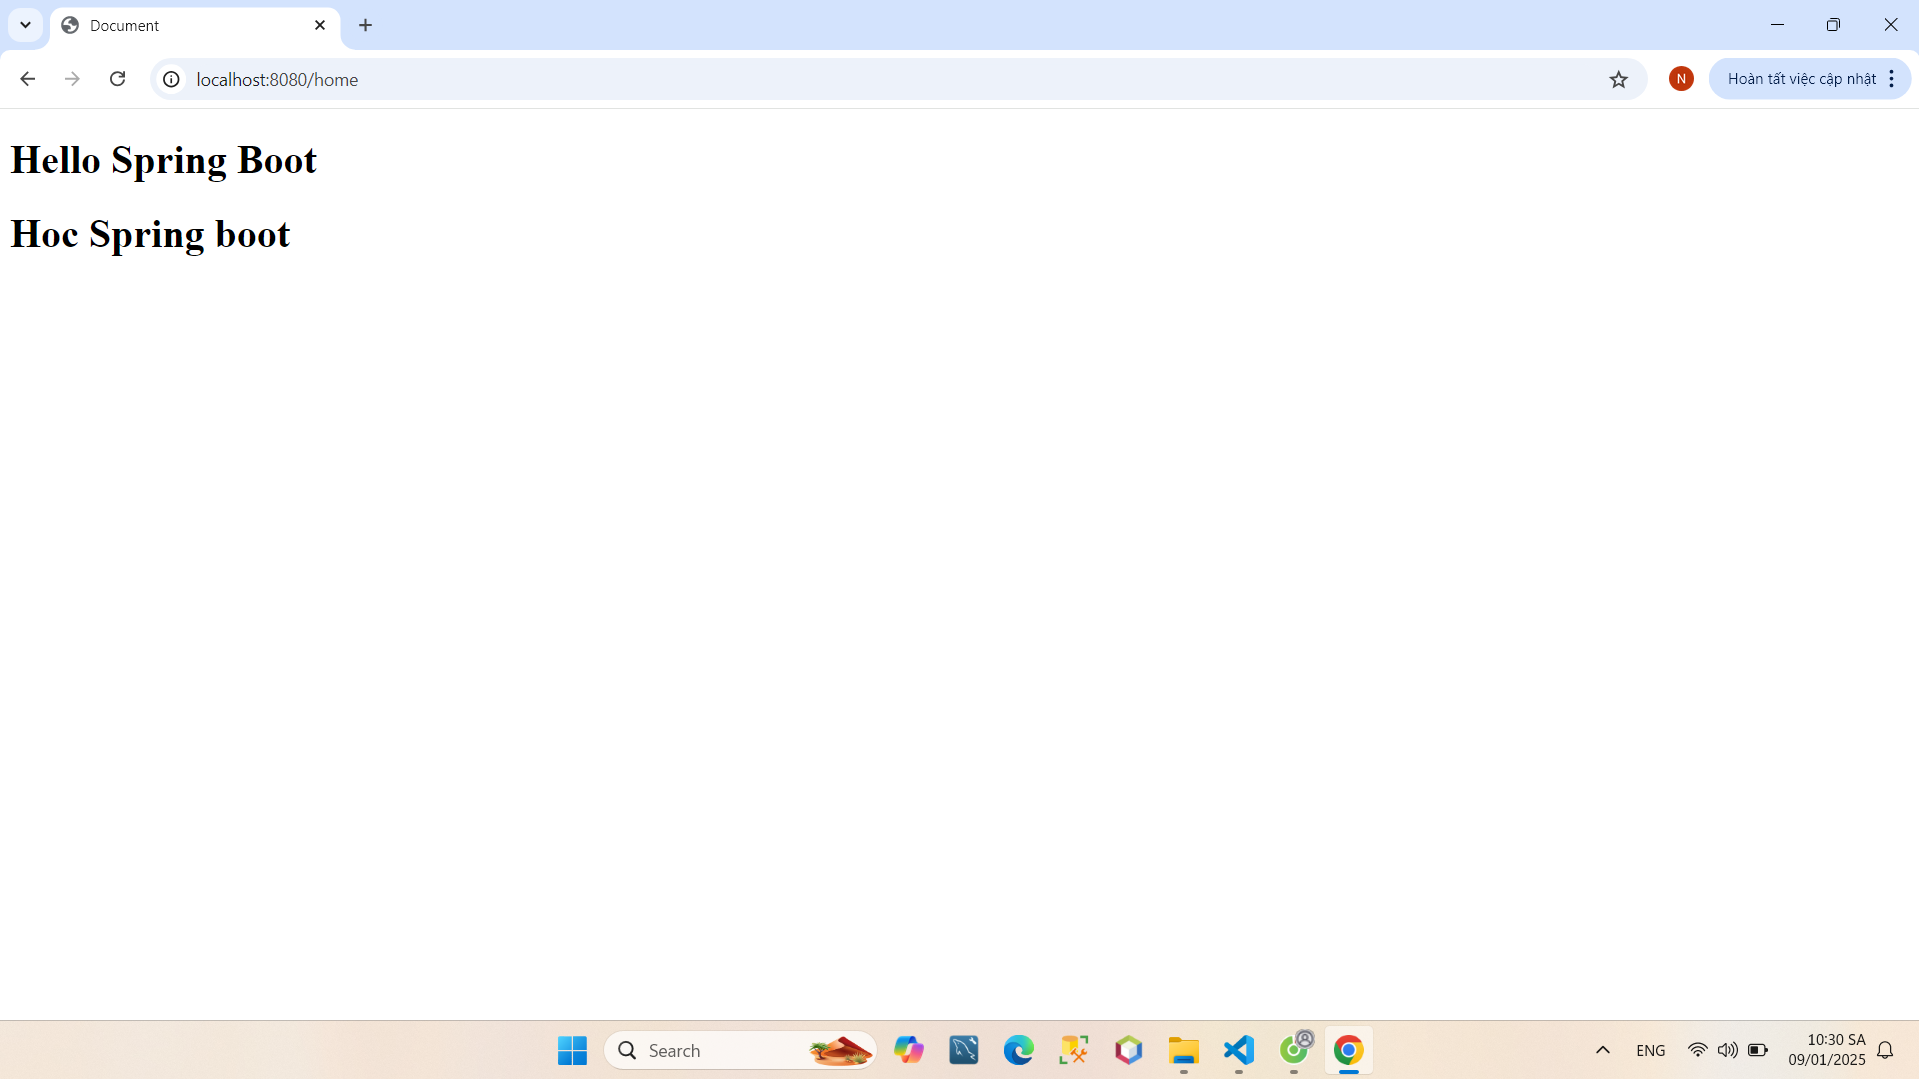 Document
localhost:8080/home
N
Hoàn tất việc cập nhật
Hello Spring Boot
Hoc Spring boot
Search
ENG
10:30 SA
09/01/2025